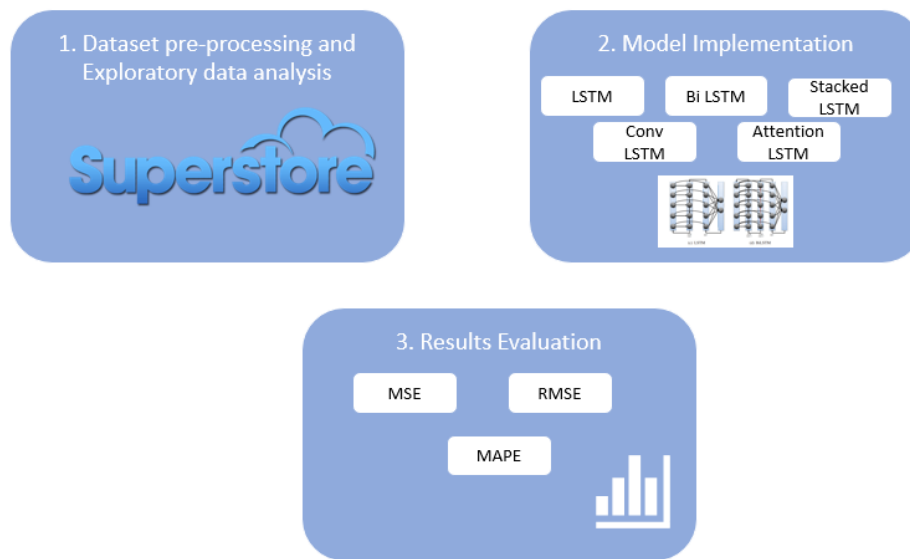 1. Dataset pre-processing and
Exploratory data analysis
Superstore
2. Model Implementation
LSTM
Bi LSTM
Stacked
LSTM
Conv
LSTM
Attention
LSTM
3. Results Evaluation
MSE
RMSE
MAPE